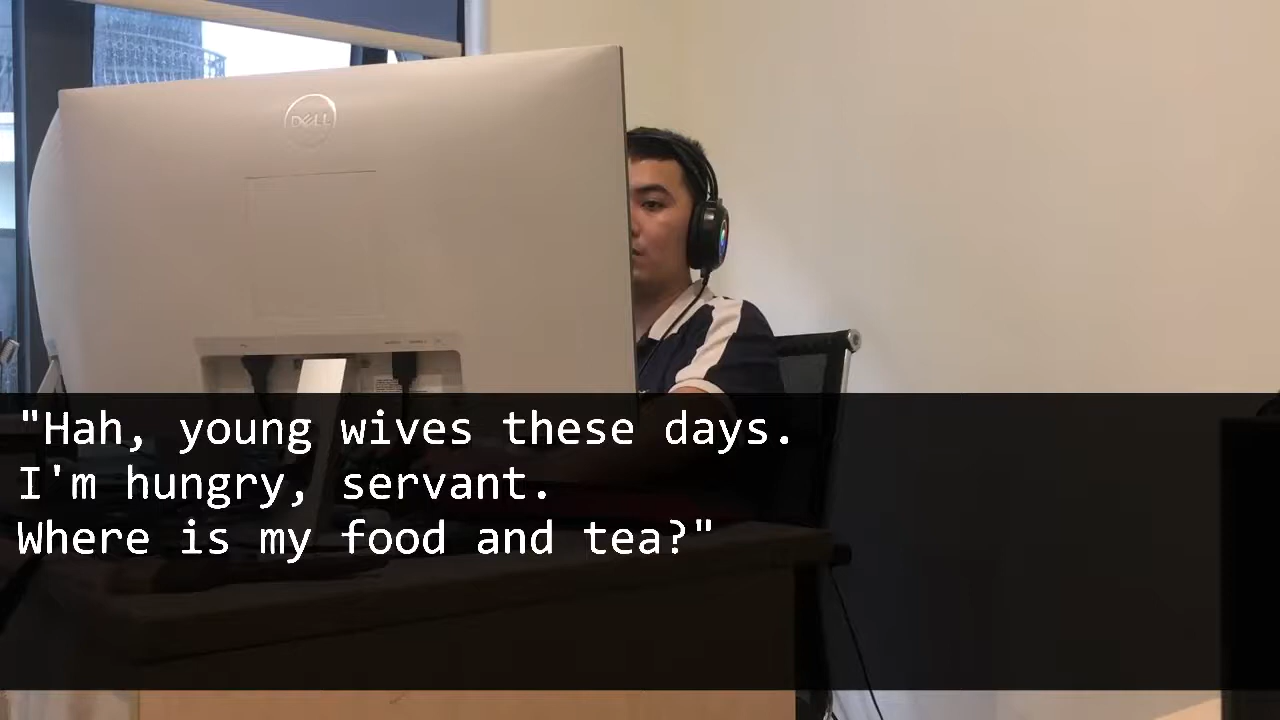 DELL
"Hah, young wives these days.
I'm hungry, servant.
Where is my food and tea?"